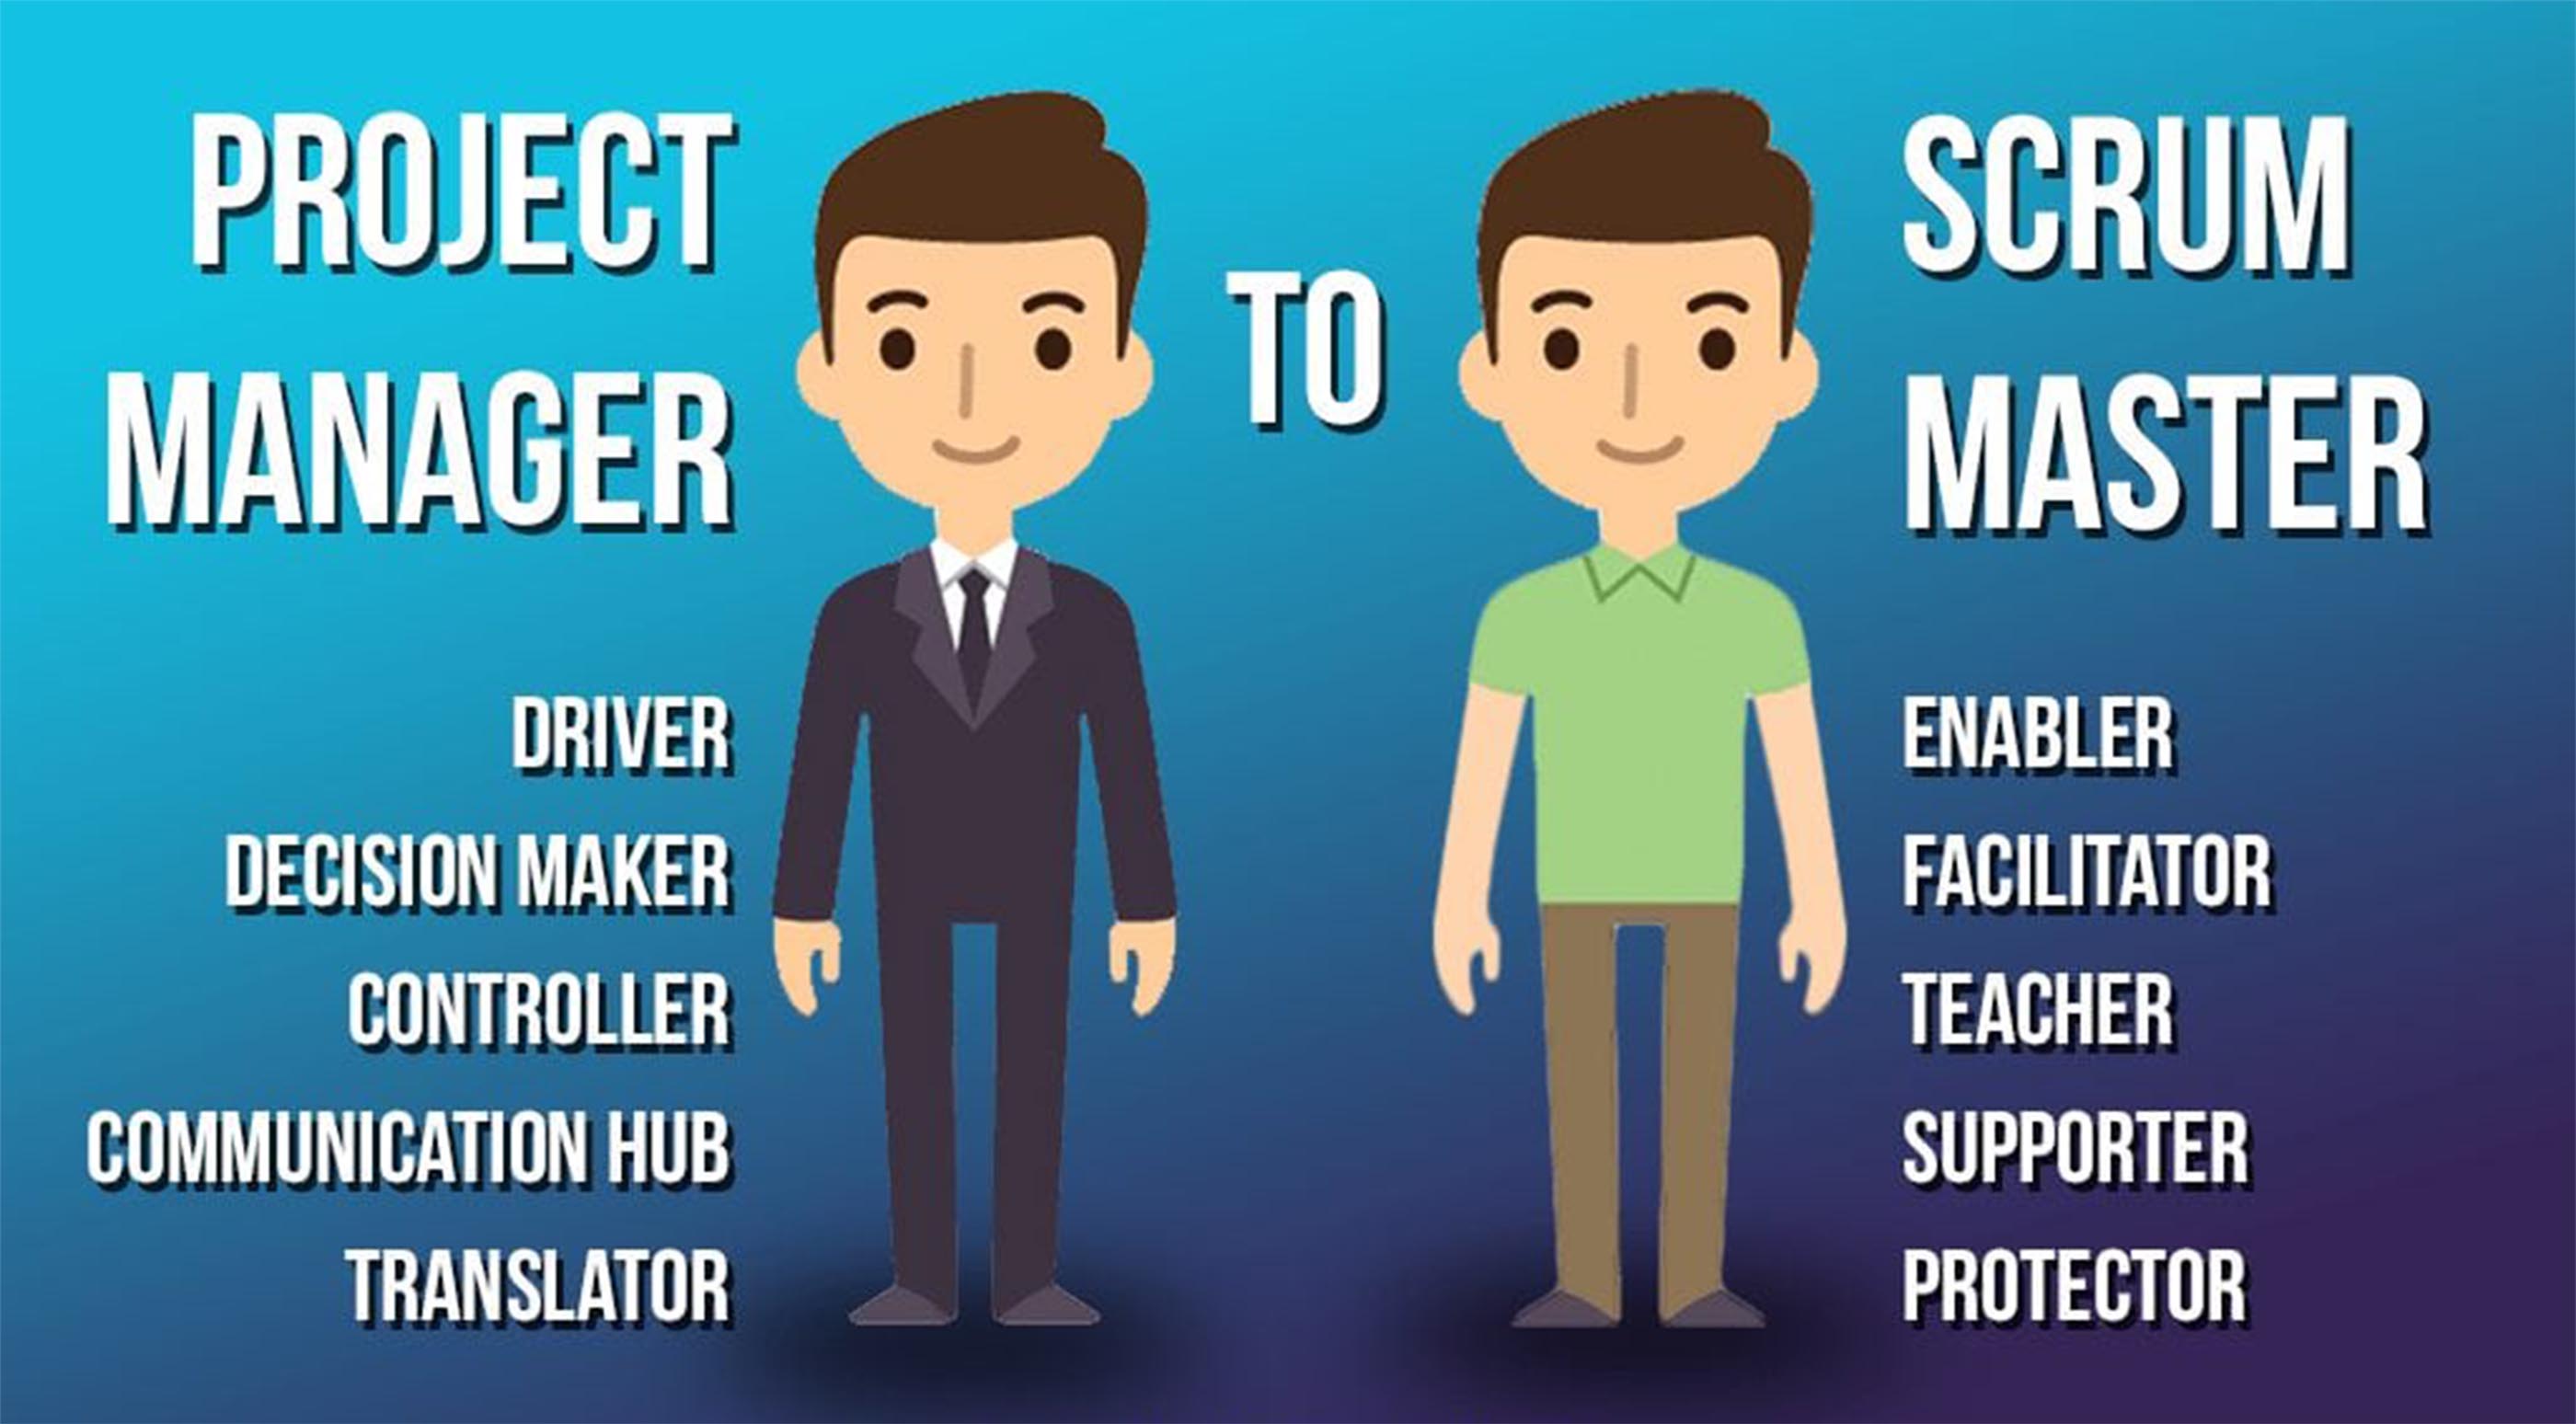 PROJECT
MANAGER
DRIVER
DECISION MAKER
CONTROLLER
COMMUNICATION HUB
TRANSLATOR
TO
SCRUM
MASTER
ENABLER
FACILITATOR
TEACHER
SUPPORTER
PROTECTOR